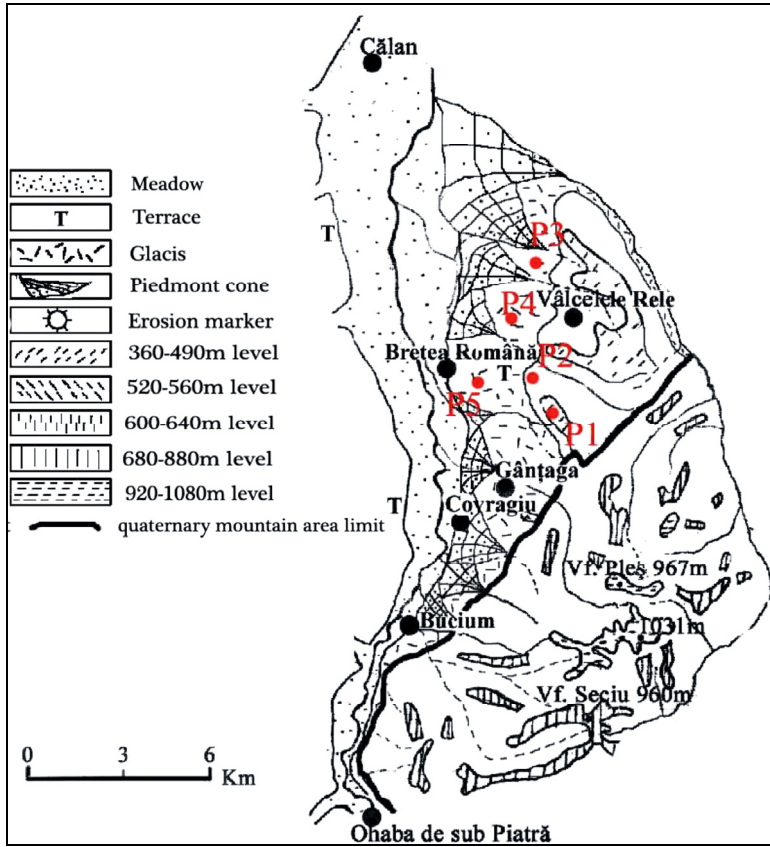 Călan
Meadow
T
Terrace
T
Glacis
P3
Piedmont cone
P4
Vâlcelele Rele
Erosion marker
Bretea Română
P2
360-490m level
T
520-560m level
P5
P1
600-640m level
680-880m level
Gânțaga
920-1080m level
T
Covragiu
quaternary mountain area limit
Vf. Ples 967m
Bucium
1031m
Vf. Seciu 960m
0 3 6
Km
Ohaba de sub Piatră